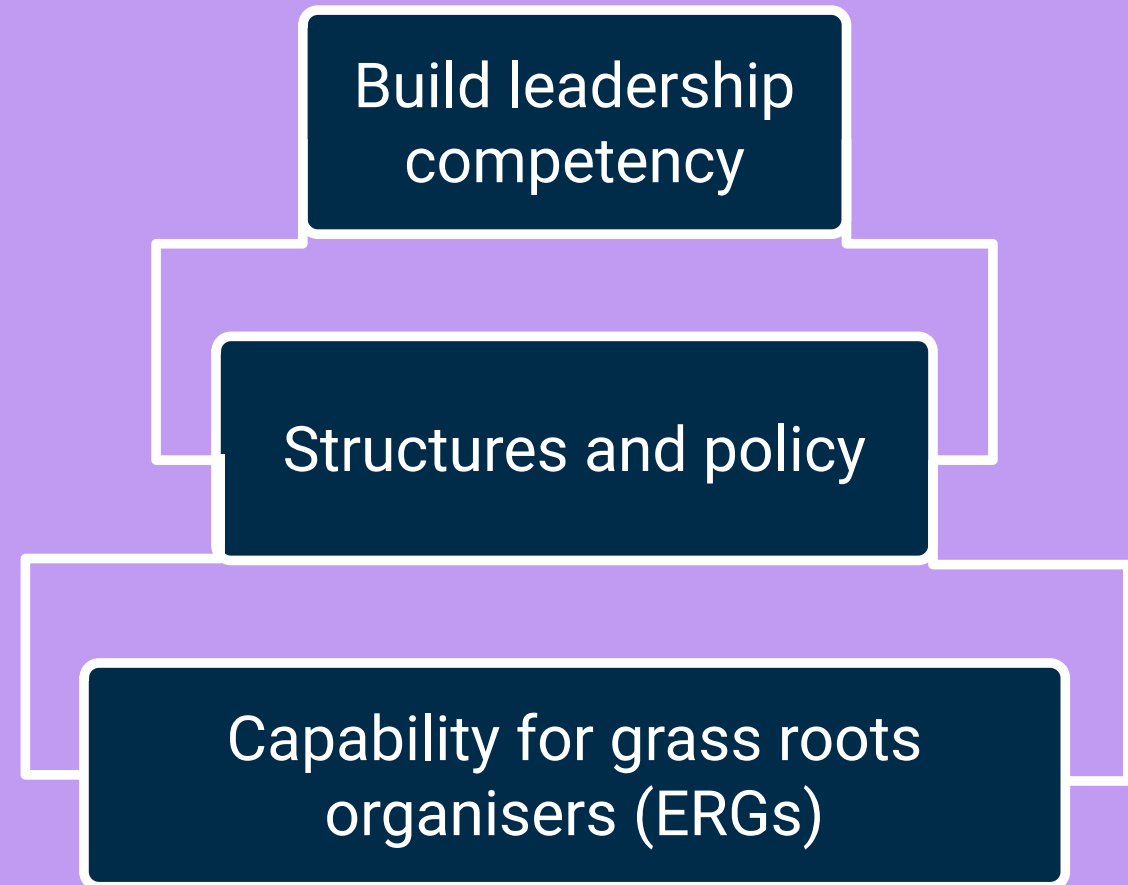 Build leadership
competency
Structures and policy
Capability for grass roots
organisers (ERGs)